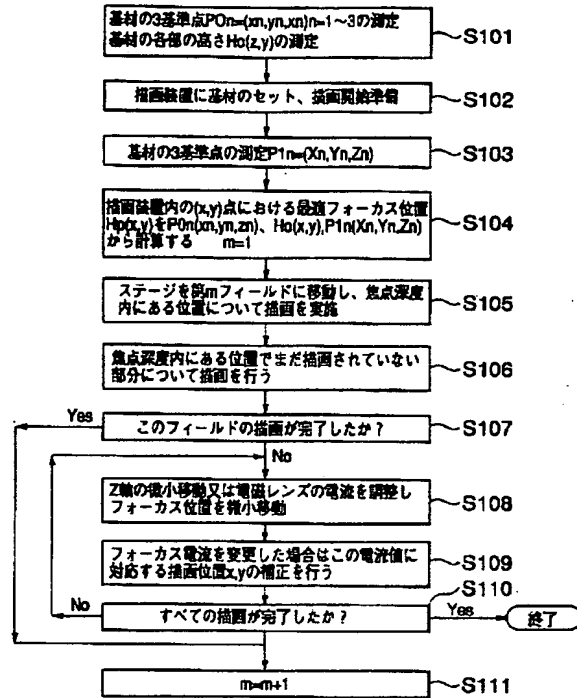 基材の3基準点P0n=(xn,yn,xn)n=1~3の測定
基材の各部の高さHo(z,y)の測定
S101
描画装置に基材のセット、描画開始準備
S102
基材の3基準点の測定P1n=(Xn,Yn,Zn)
S103
描画装置内の(x,y)点における最適フォーカス位置
Hp(x,y)をP0n(xn,yn,zn)、Ho(x,y),P1n(Xn,Yn,Zn)
から計算する m=1
S104
ステージを第mフィールドに移動し、焦点深度
内にある位置について描画を実施
S105
焦点深度内にある位置でまだ描画されていない
部分について描画を行う
S106
Yes
このフィールドの描画が完了したか?
S107
No
Z軸の微小移動又は電磁レンズの電流を調整し
フォーカス位置を微小移動
S108
フォーカス電流を変更した場合はこの電流値に
対応する描画位置x,yの補正を行う
S109
S110
No
すべての描画が完了したか?
Yes
終了
m=m+1
S111